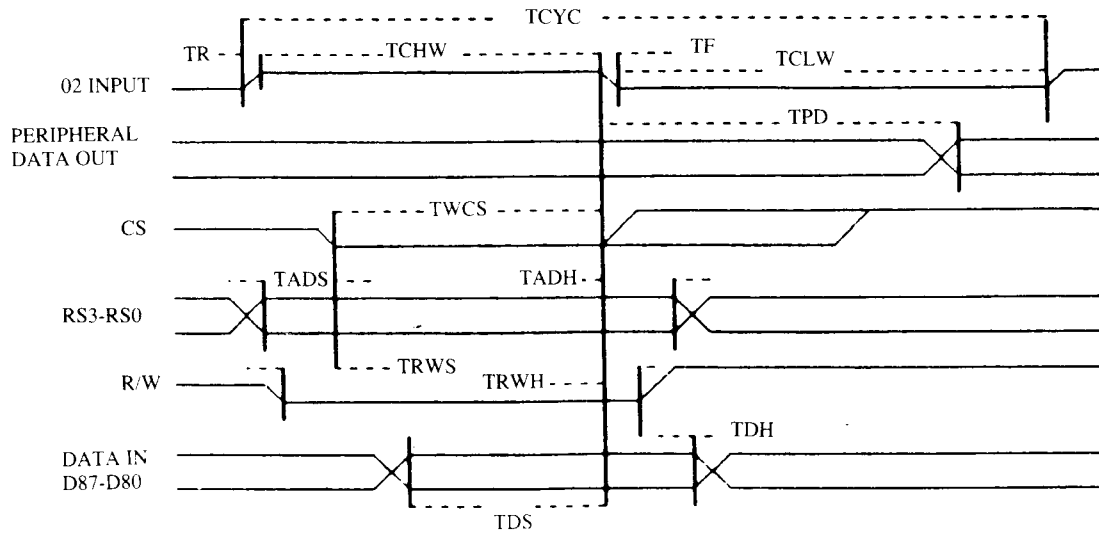 TCYC
TR
TCHW
TF
TCLW
02 INPUT
TPD
PERIPHERAL
DATA OUT
TWCS
CS
TADS
TADH
RS3-RS0
TRWS
TRWH
R/W
TDH
DATA IN
D87-D80
TDS